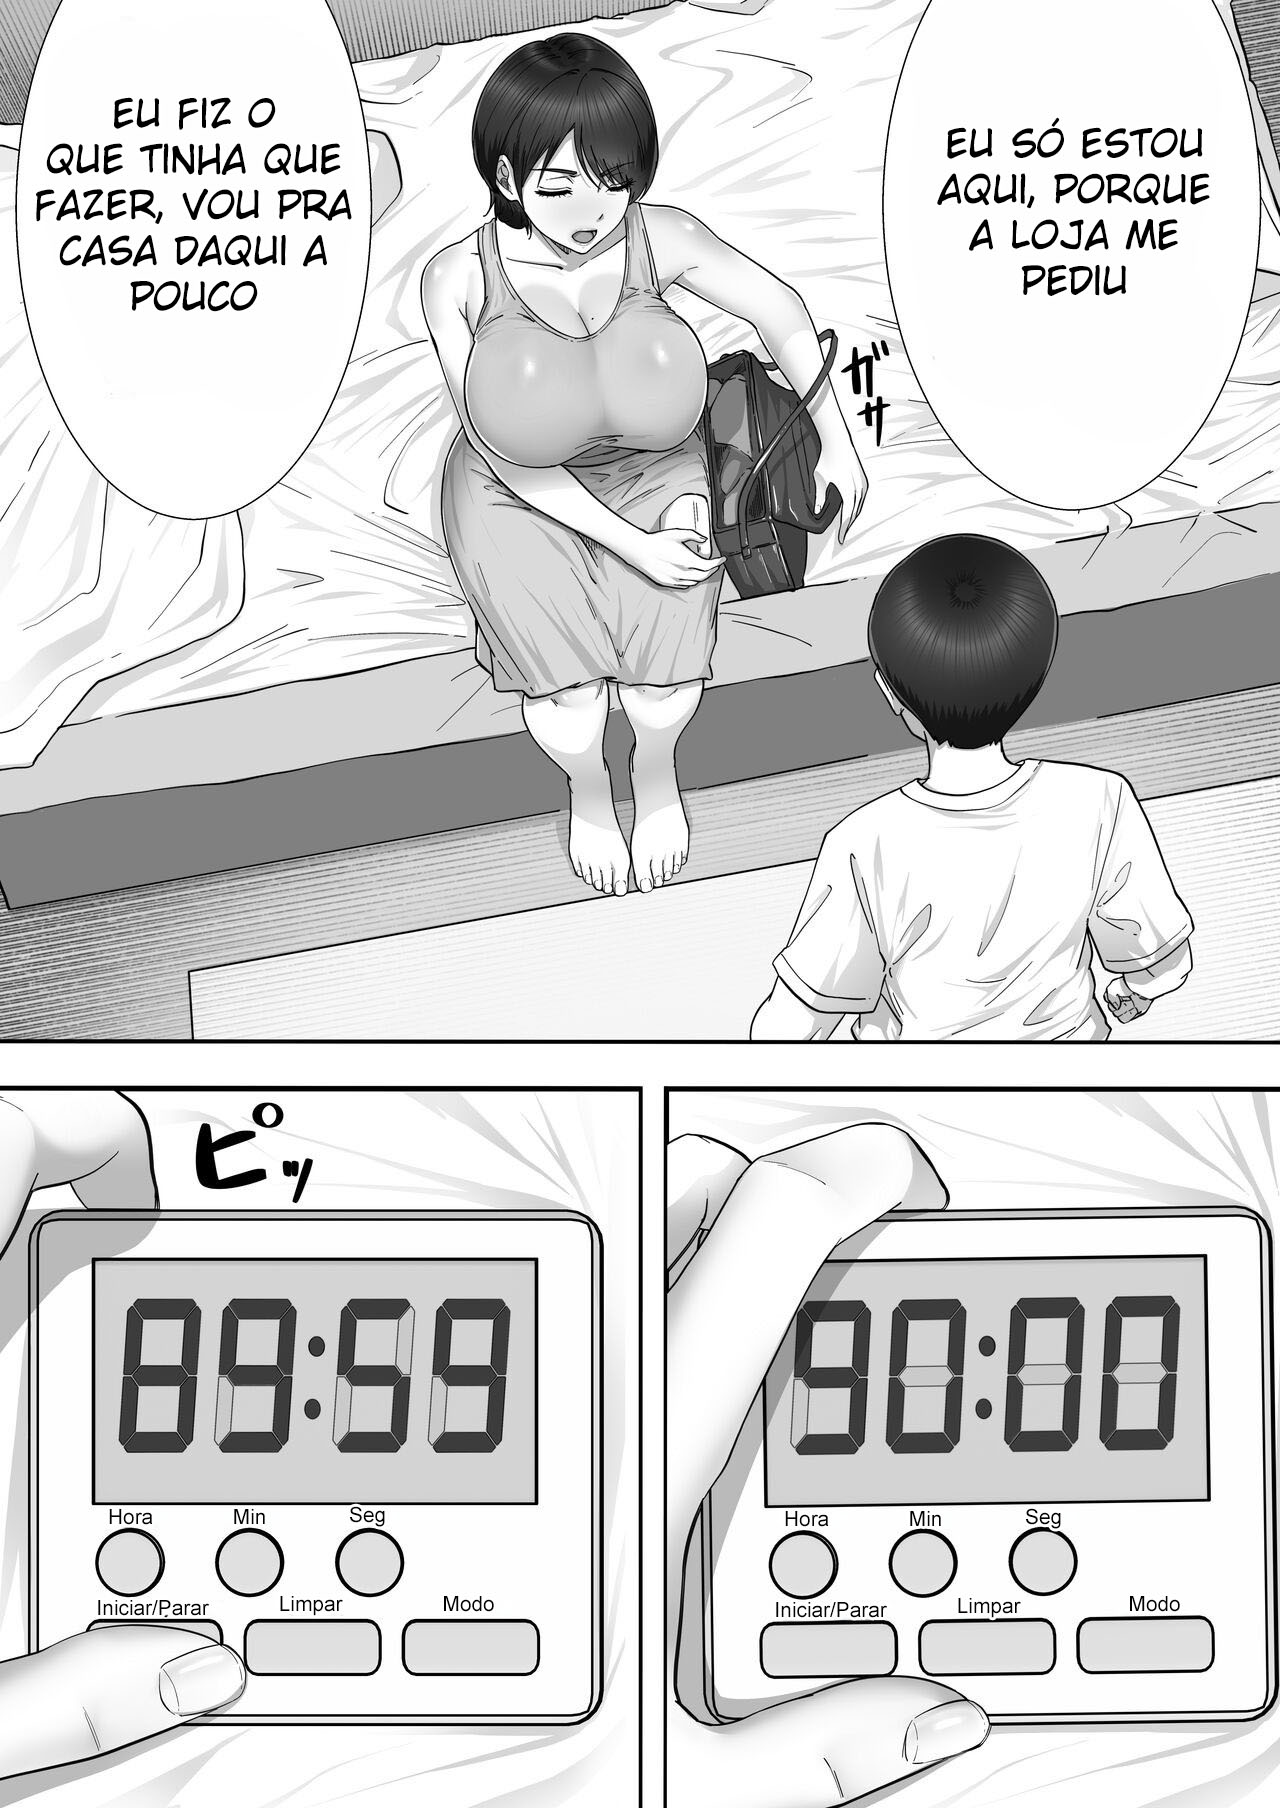 EU SÓ ESTOU
AQUI, PORQUE
A LOJA ME
PEDIU
EU FIZ O
QUE TINHA QUE
FAZER, VOU PRA
CASA DAQUI A
POUCO
ガサ
90:00
Hora Min Seg
Iniciar/Parar Limpar Modo
ピッ
89:59
Hora Min Seg
Iniciar/Parar Limpar Modo